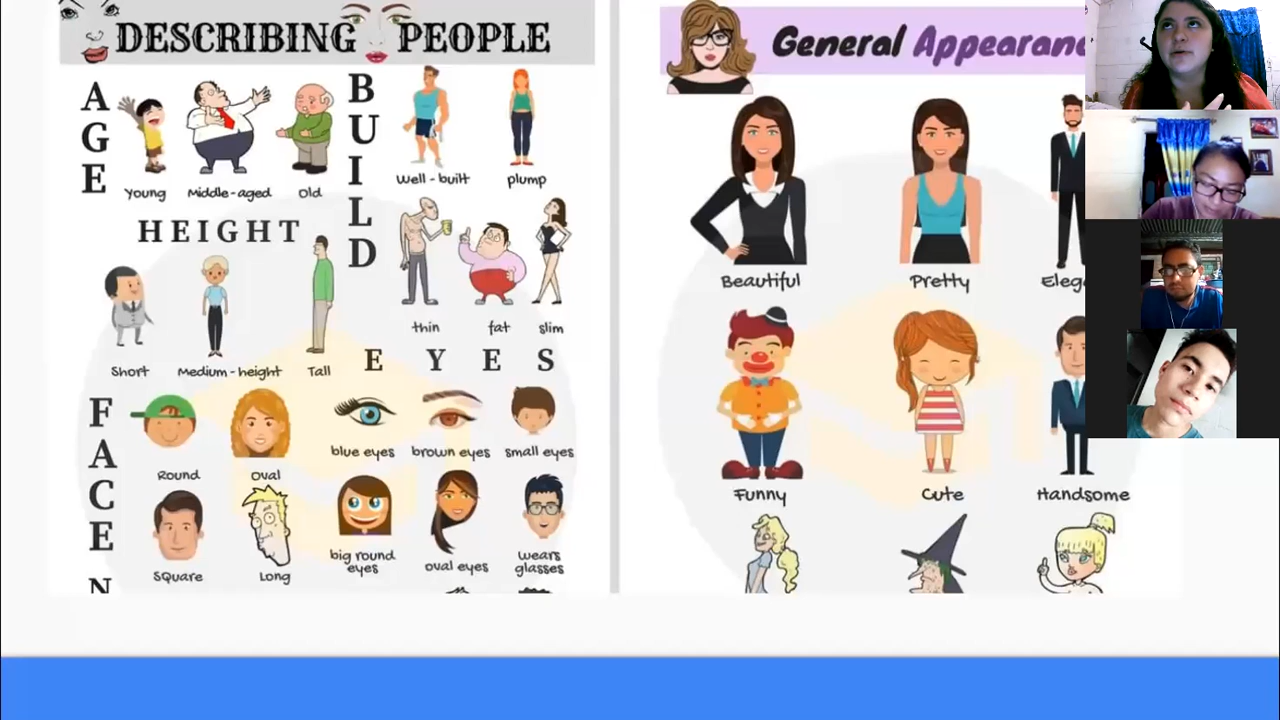 DESCRIBING PEOPLE
AGE
Young Middle-aged Old
BUILD
Well-built plump
thin fat slim
HEIGHT
Short Medium-height Tall
EYES
blue eyes brown eyes small eyes
big round eyes oval eyes wears glasses
FACE
Round Oval
Square Long
N
General Appearanc
Beautiful Pretty Eleg
Funny Cute Handsome